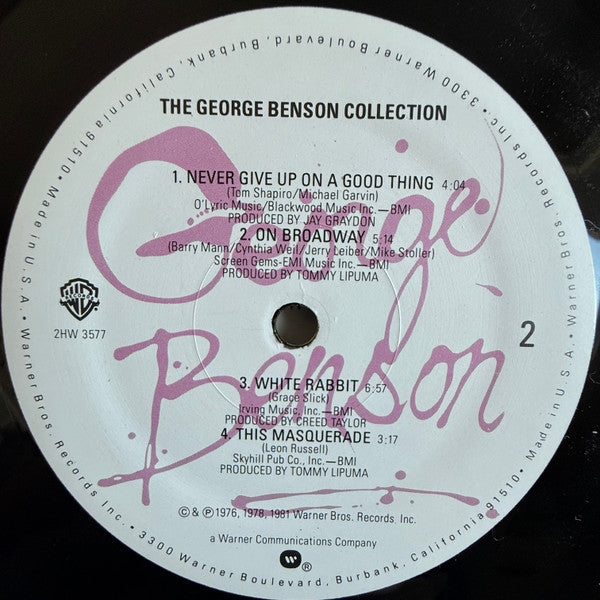 THE GEORGE BENSON COLLECTION
1. NEVER GIVE UP ON A GOOD THING 4:04
(Tom Shapiro/Michael Garvin)
O'Lyric Music/Blackwood Music Inc.—BMI
PRODUCED BY JAY GRAYDON
2. ON BROADWAY 5:14
(Barry Mann/Cynthia Weil/Jerry Leiber/Mike Stoller)
Screen Gems-EMI Music Inc.—BMI
PRODUCED BY TOMMY LIPUMA
George
Benson
WB
RECORDS
2HW 3577
2
3. WHITE RABBIT 6:57
(Grace Slick)
Irving Music, Inc.—BMI
PRODUCED BY CREED TAYLOR
4. THIS MASQUERADE 3:17
(Leon Russell)
Skyhill Pub Co., Inc.—BMI
PRODUCED BY TOMMY LIPUMA
© & ℗ 1976, 1978, 1981 Warner Bros. Records, Inc.
a Warner Communications Company
®
• Made in U.S.A. • Warner Bros. Records Inc. • 3300 Warner Boulevard, Burbank, California 91510 • Made in U.S.A. • Warner Bros. Records Inc. • 3300 Warner Boulevard, Burbank, California 91510